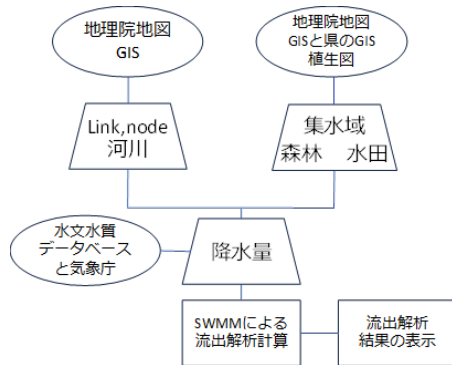 地理院地図
GIS
地理院地図
GISと県のGIS
植生図
Link,node
河川
集水域
森林 水田
水文水質
データベース
と気象庁
降水量
SWMMによる
流出解析計算
流出解析
結果の表示